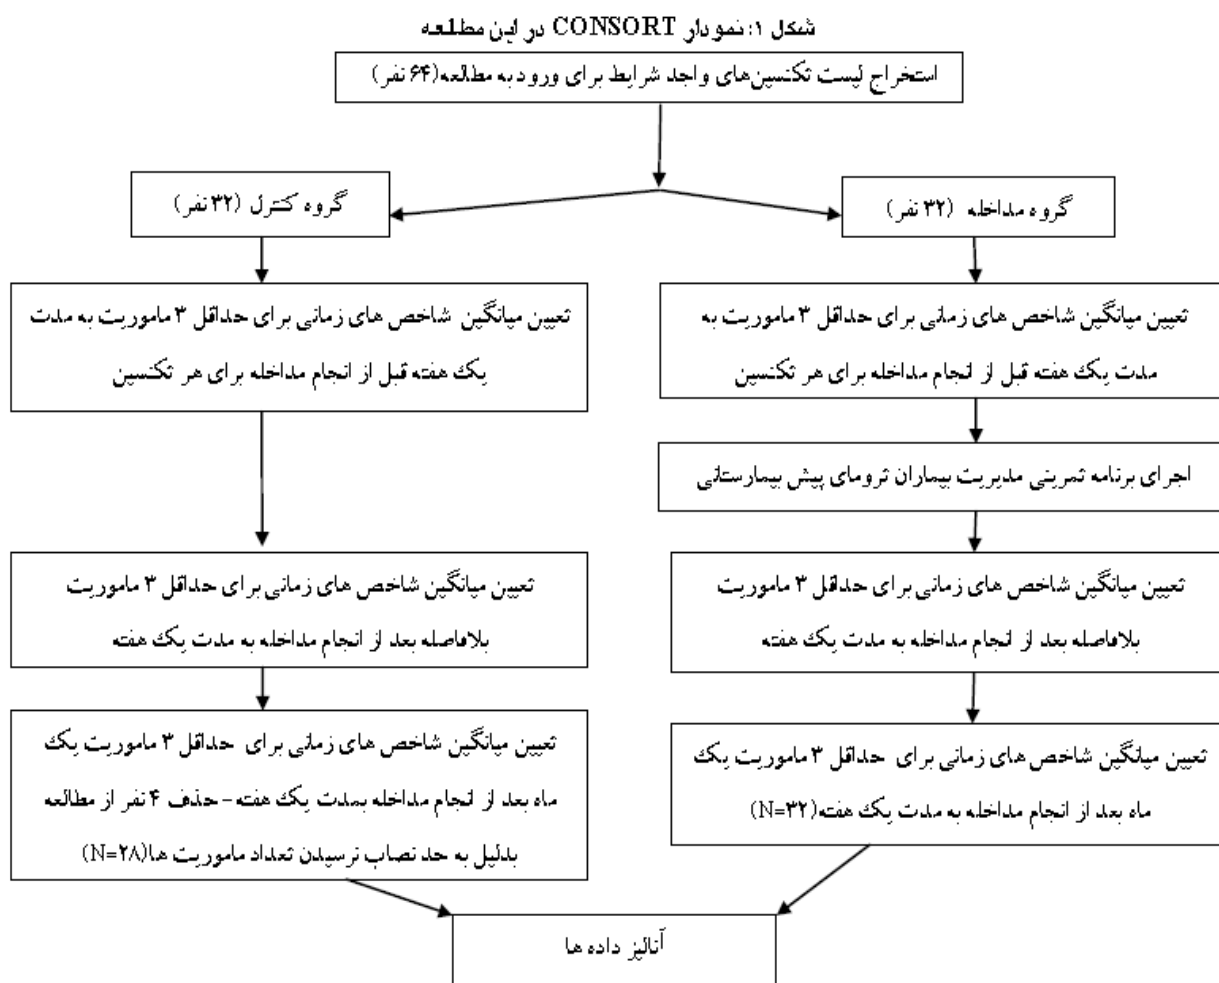 شکل ۱: نمودار CONSORT در این مطلعه
استخراج لیست تکنسین‌های واجد شرایط برای ورود به مطالعه(۶۴ نفر)
گروه مداخله (۳۲ نفر)
گروه کنترل (۳۲ نفر)
تعیین میانگین شاخص های زمانی برای حداقل ۳ ماموریت به
مدت یک هفته قبل از انجام مداخله برای هر تکنسین
تعیین میانگین شاخص های زمانی برای حداقل ۳ ماموریت به مدت
یک هفته قبل از انجام مداخله برای هر تکنسین
اجرای برنامه تمرینی مدیریت بیماران ترومای پیش بیمارستانی
تعیین میانگین شاخص های زمانی برای حداقل ۳ ماموریت
بلافاصله بعد از انجام مداخله به مدت یک هفته
تعیین میانگین شاخص های زمانی برای حداقل ۳ ماموریت
بلافاصله بعد از انجام مداخله به مدت یک هفته
تعیین میانگین شاخص های زمانی برای حداقل ۳ ماموریت یک
ماه بعد از انجام مداخله به مدت یک هفته(N=۳۲)
تعیین میانگین شاخص های زمانی برای حداقل ۳ ماموریت یک
ماه بعد از انجام مداخله بمدت یک هفته - حذف ۴ نفر از مطالعه
بدلیل به حد نصاب نرسیدن تعداد ماموریت ها(N=۲۸)
آنالیز داده ها